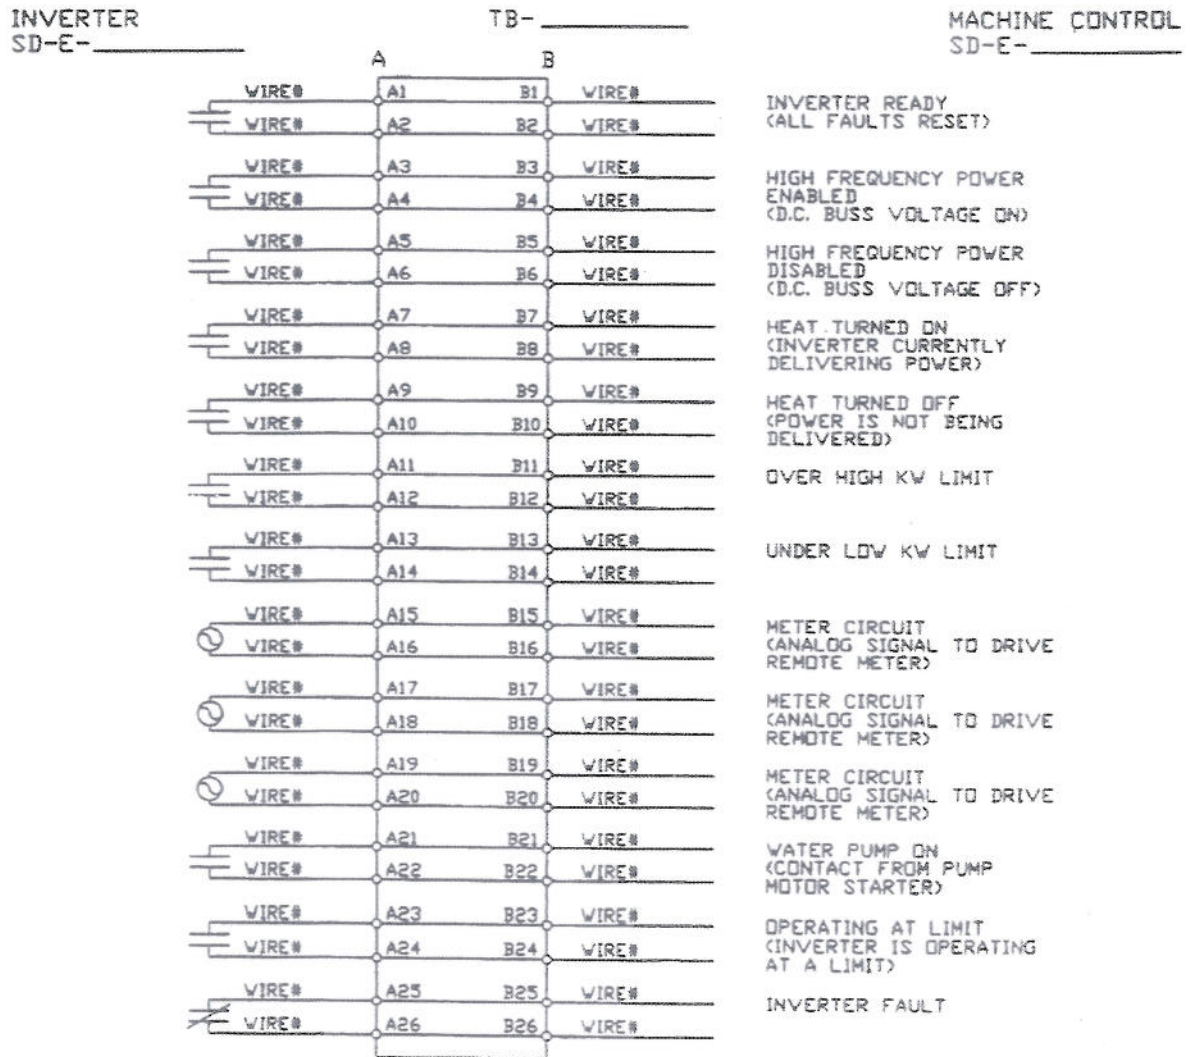 INVERTER TB-__________ MACHINE CONTROL
SD-E-__________ SD-E-__________
A B
WIRE# A1 B1 WIRE# INVERTER READY
WIRE# A2 B2 WIRE# (ALL FAULTS RESET)
WIRE# A3 B3 WIRE# HIGH FREQUENCY POWER
ENABLED
WIRE# A4 B4 WIRE# (D.C. BUSS VOLTAGE ON)
WIRE# A5 B5 WIRE# HIGH FREQUENCY POWER
DISABLED
WIRE# A6 B6 WIRE# (D.C. BUSS VOLTAGE OFF)
WIRE# A7 B7 WIRE# HEAT TURNED ON
WIRE# A8 B8 WIRE# (INVERTER CURRENTLY
DELIVERING POWER)
WIRE# A9 B9 WIRE# HEAT TURNED OFF
WIRE# A10 B10 WIRE# (POWER IS NOT BEING
DELIVERED)
WIRE# A11 B11 WIRE# OVER HIGH KW LIMIT
WIRE# A12 B12 WIRE#
WIRE# A13 B13 WIRE# UNDER LOW KW LIMIT
WIRE# A14 B14 WIRE#
WIRE# A15 B15 WIRE# METER CIRCUIT
WIRE# A16 B16 WIRE# (ANALOG SIGNAL TO DRIVE
REMOTE METER)
WIRE# A17 B17 WIRE# METER CIRCUIT
WIRE# A18 B18 WIRE# (ANALOG SIGNAL TO DRIVE
REMOTE METER)
WIRE# A19 B19 WIRE# METER CIRCUIT
WIRE# A20 B20 WIRE# (ANALOG SIGNAL TO DRIVE
REMOTE METER)
WIRE# A21 B21 WIRE# WATER PUMP ON
WIRE# A22 B22 WIRE# (CONTACT FROM PUMP
MOTOR STARTER)
WIRE# A23 B23 WIRE# OPERATING AT LIMIT
WIRE# A24 B24 WIRE# (INVERTER IS OPERATING
AT A LIMIT)
WIRE# A25 B25 WIRE# INVERTER FAULT
WIRE# A26 B26 WIRE#